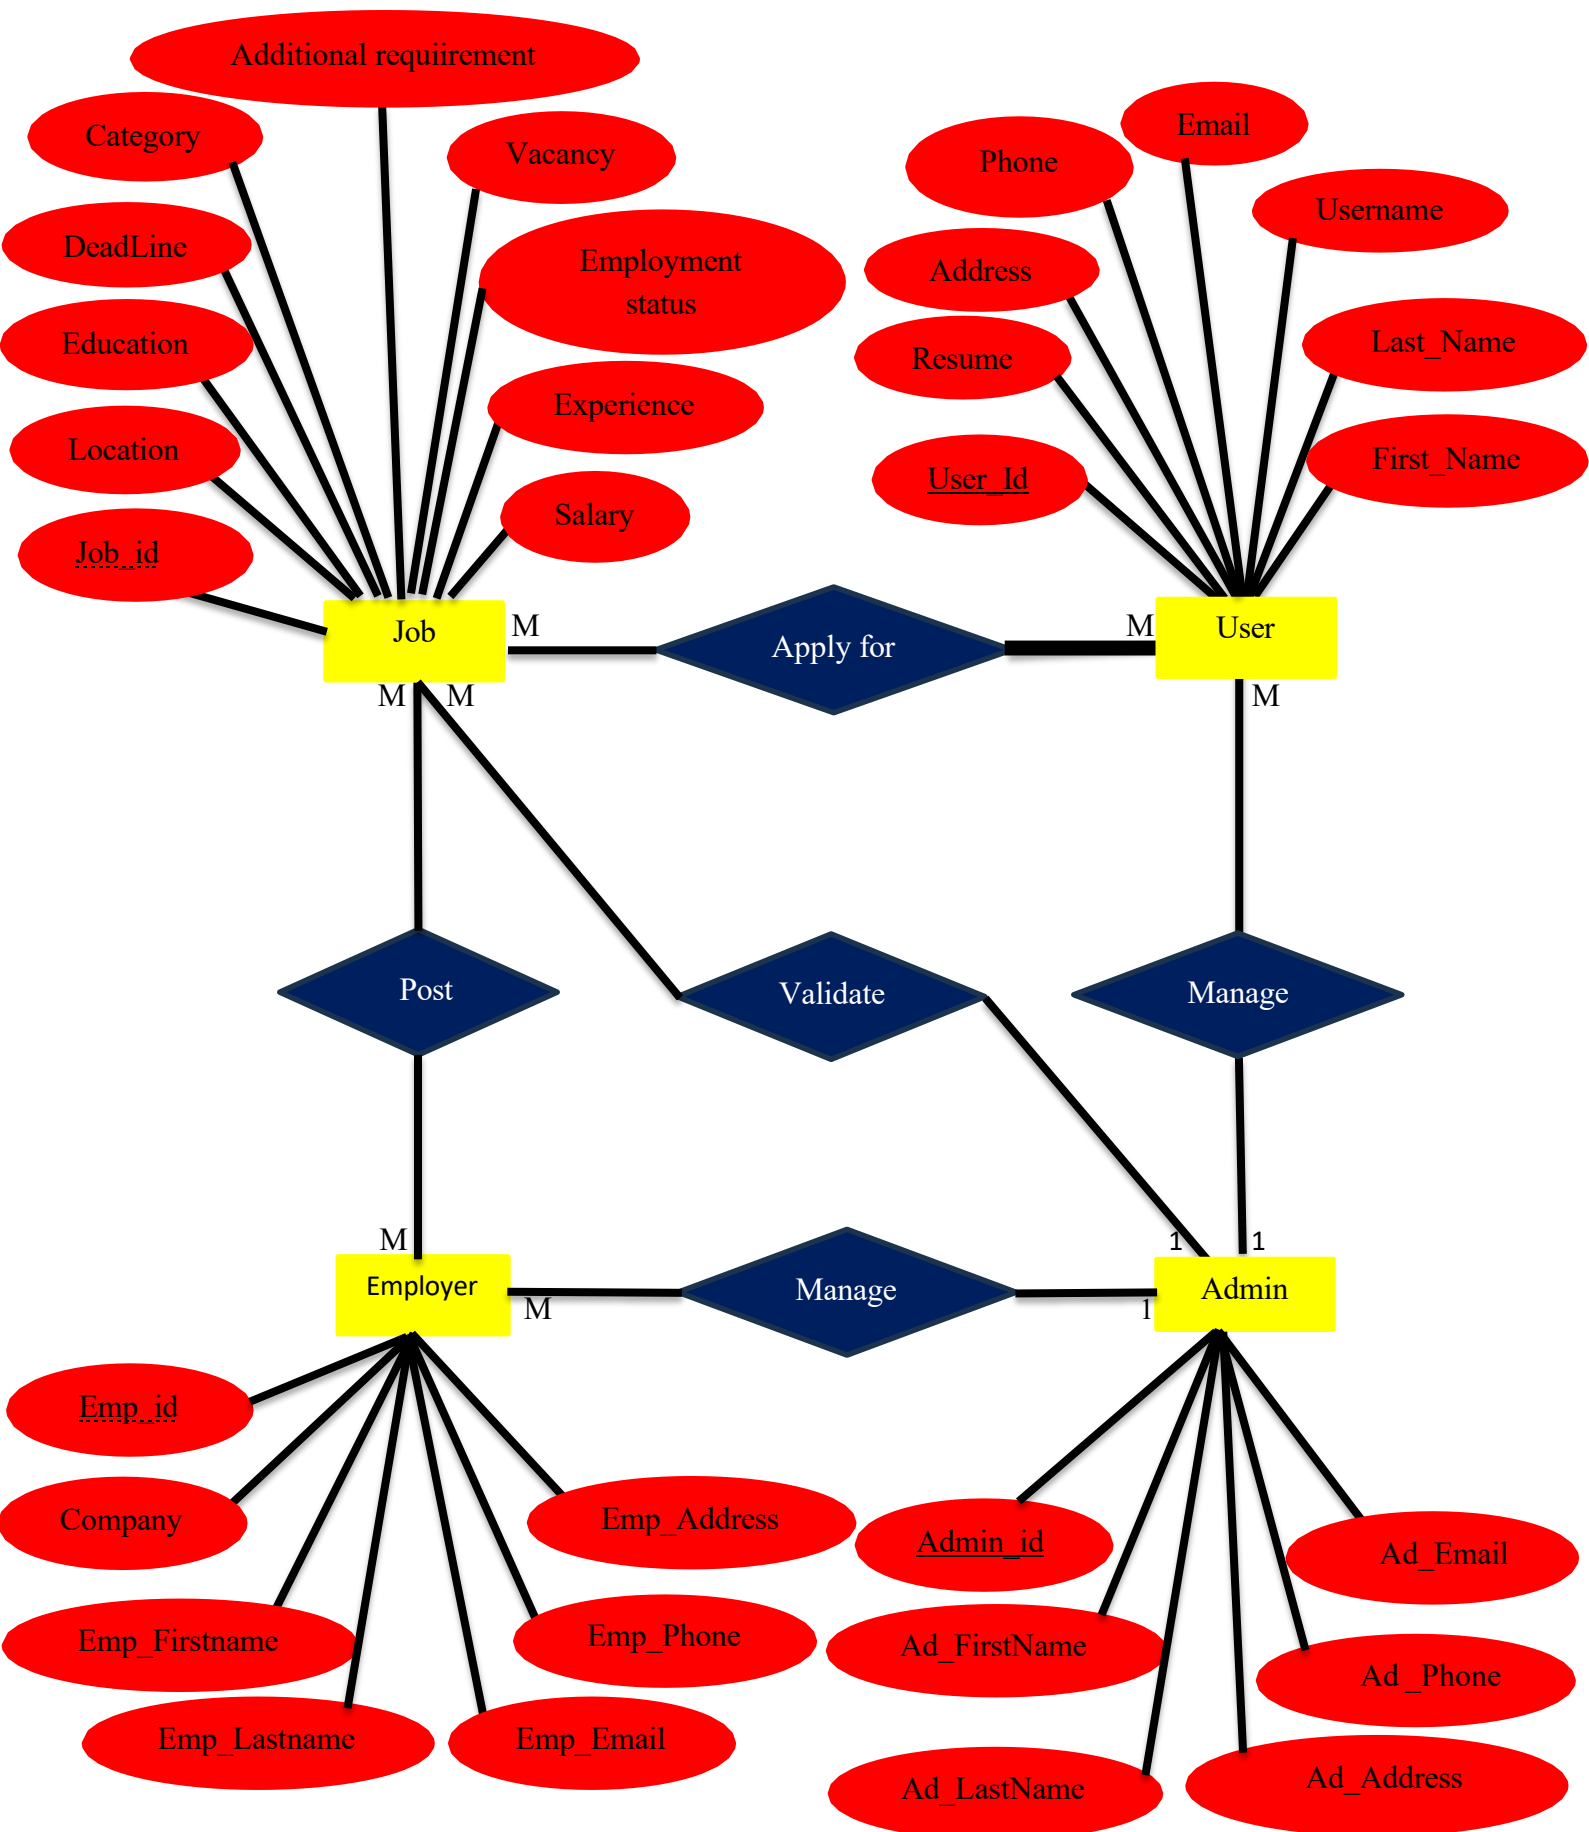 Additional requiirement
Category
Vacancy
DeadLine
Employment
status
Education
Experience
Location
Salary
Job_id
Email
Phone
Username
Address
Resume
Last_Name
User_Id
First_Name
Job
M
Apply for
M
User
M
M
M
Post
Validate
Manage
M
1
1
Employer
M
Manage
1
Admin
Emp_id
Company
Emp_Address
Emp_Firstname
Emp_Phone
Emp_Lastname
Emp_Email
Admin_id
Ad_Email
Ad_FirstName
Ad _Phone
Ad_LastName
Ad_Address